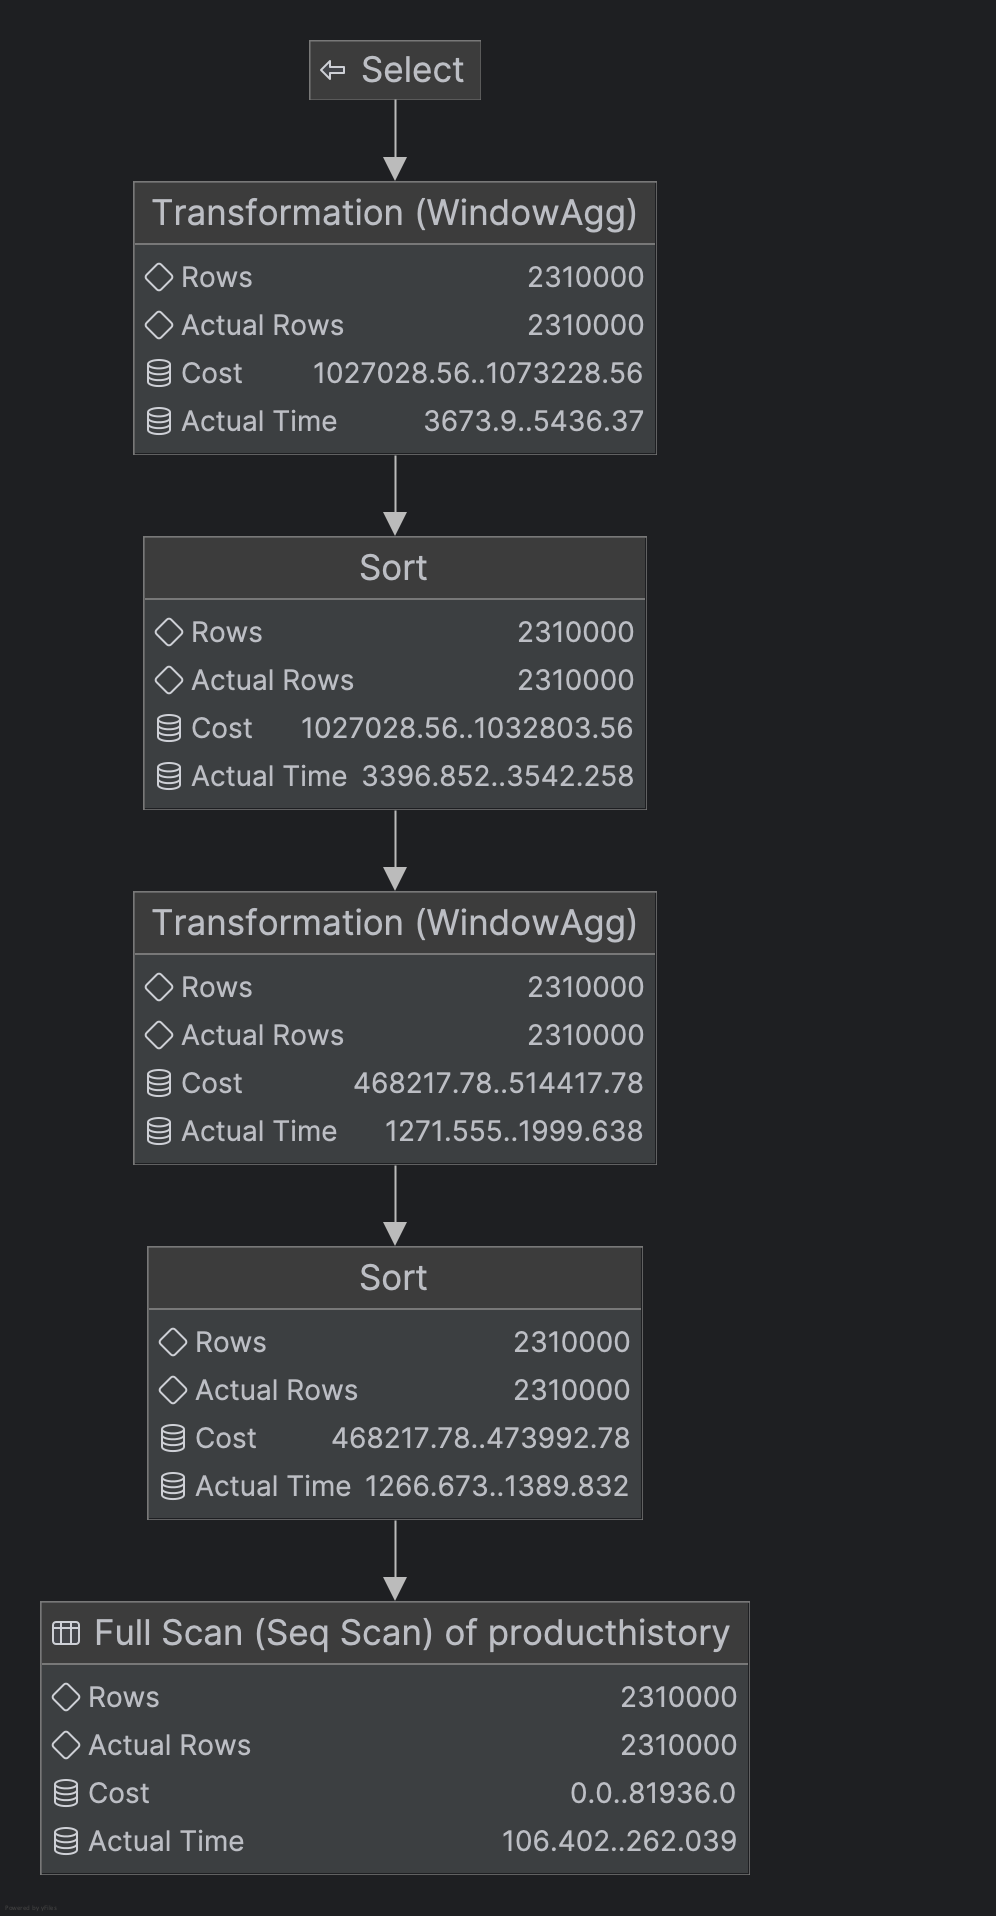 Select
Transformation (WindowAgg)
Rows 2310000
Actual Rows 2310000
Cost 1027028.56..1073228.56
Actual Time 3673.9..5436.37
Sort
Rows 2310000
Actual Rows 2310000
Cost 1027028.56..1032803.56
Actual Time 3396.852..3542.258
Transformation (WindowAgg)
Rows 2310000
Actual Rows 2310000
Cost 468217.78..514417.78
Actual Time 1271.555..1999.638
Sort
Rows 2310000
Actual Rows 2310000
Cost 468217.78..473992.78
Actual Time 1266.673..1389.832
Full Scan (Seq Scan) of producthistory
Rows 2310000
Actual Rows 2310000
Cost 0.0..81936.0
Actual Time 106.402..262.039
Powered by yFiles